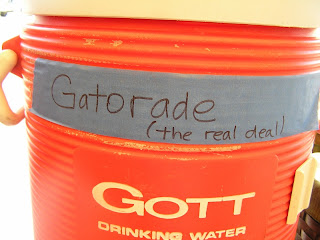 Gatorade
(the real deal)
GOTT
DRINKING WATER